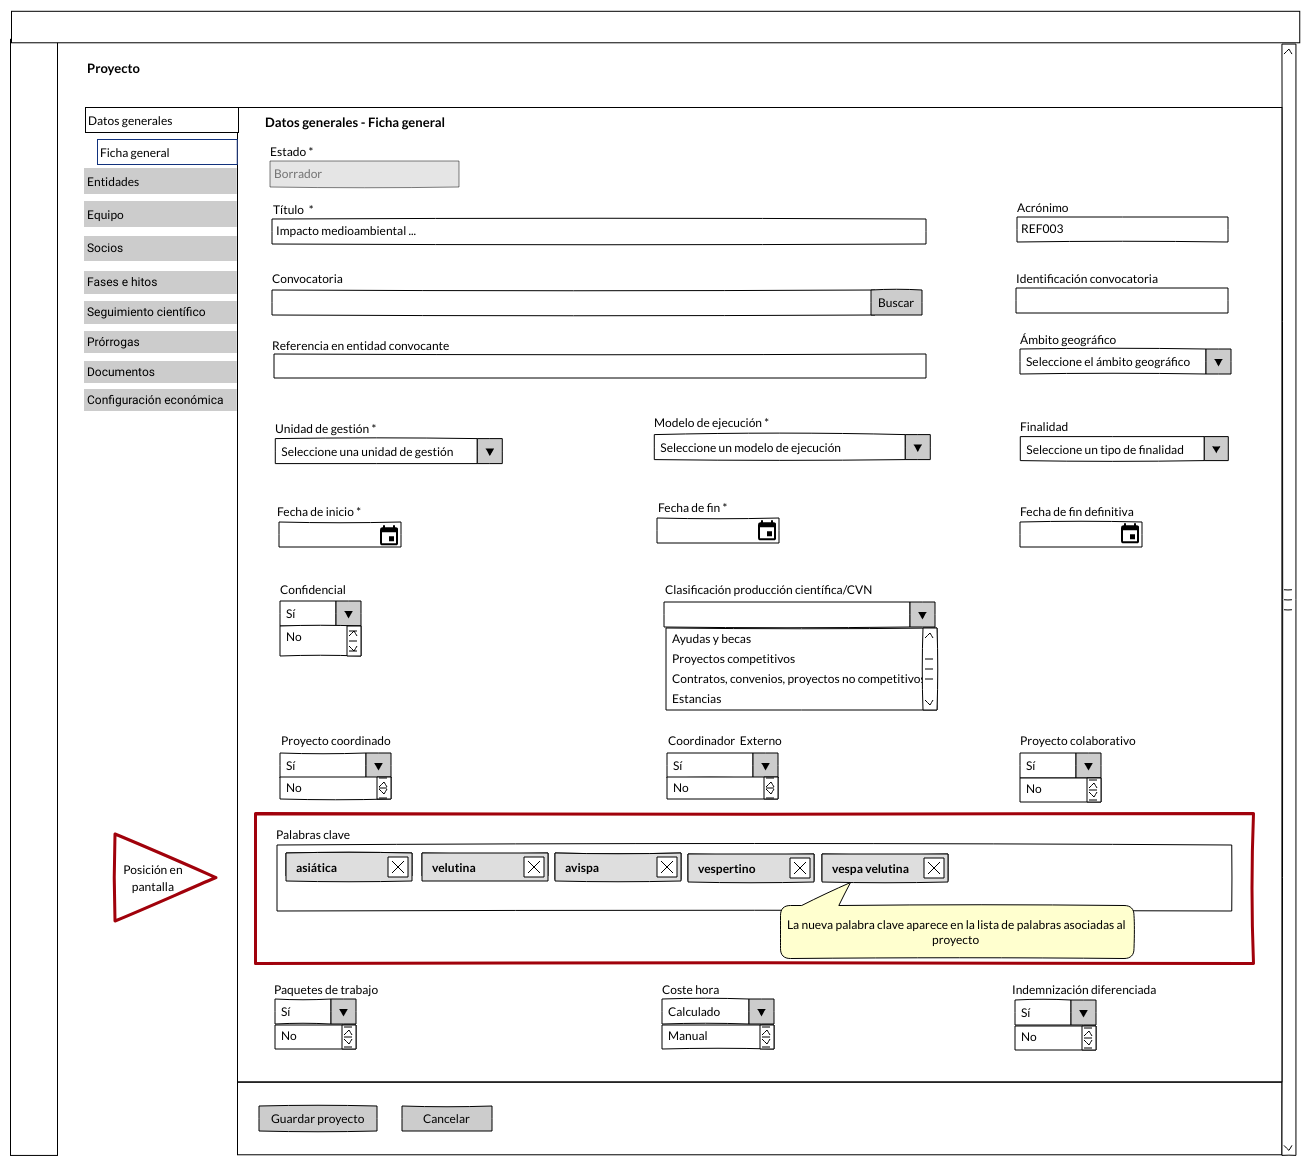 Proyecto
Datos generales
Ficha general
Entidades
Equipo
Socios
Fases e hitos
Seguimiento científico
Prórrogas
Documentos
Configuración económica
Datos generales - Ficha general
Estado *
Borrador
Título *
Acrónimo
Impacto medioambiental ...
REF003
Convocatoria
Identificación convocatoria
Buscar
Referencia en entidad convocante
Ámbito geográfico
Seleccione el ámbito geográfico
Unidad de gestión *
Modelo de ejecución *
Finalidad
Seleccione una unidad de gestión
Seleccione un modelo de ejecución
Seleccione un tipo de finalidad
Fecha de inicio *
Fecha de fin *
Fecha de fin definitiva
Confidencial
Clasificación producción científica/CVN
Sí
No
Ayudas y becas
Proyectos competitivos
Contratos, convenios, proyectos no competitivos
Estancias
Proyecto coordinado
Coordinador Externo
Proyecto colaborativo
Sí
Sí
Sí
No
No
No
Posición en
pantalla
Palabras clave
asiática
velutina
avispa
vespertino
vespa velutina
La nueva palabra clave aparece en la lista de palabras asociadas al
proyecto
Paquetes de trabajo
Coste hora
Indemnización diferenciada
Sí
Calculado
Sí
No
Manual
No
Guardar proyecto
Cancelar